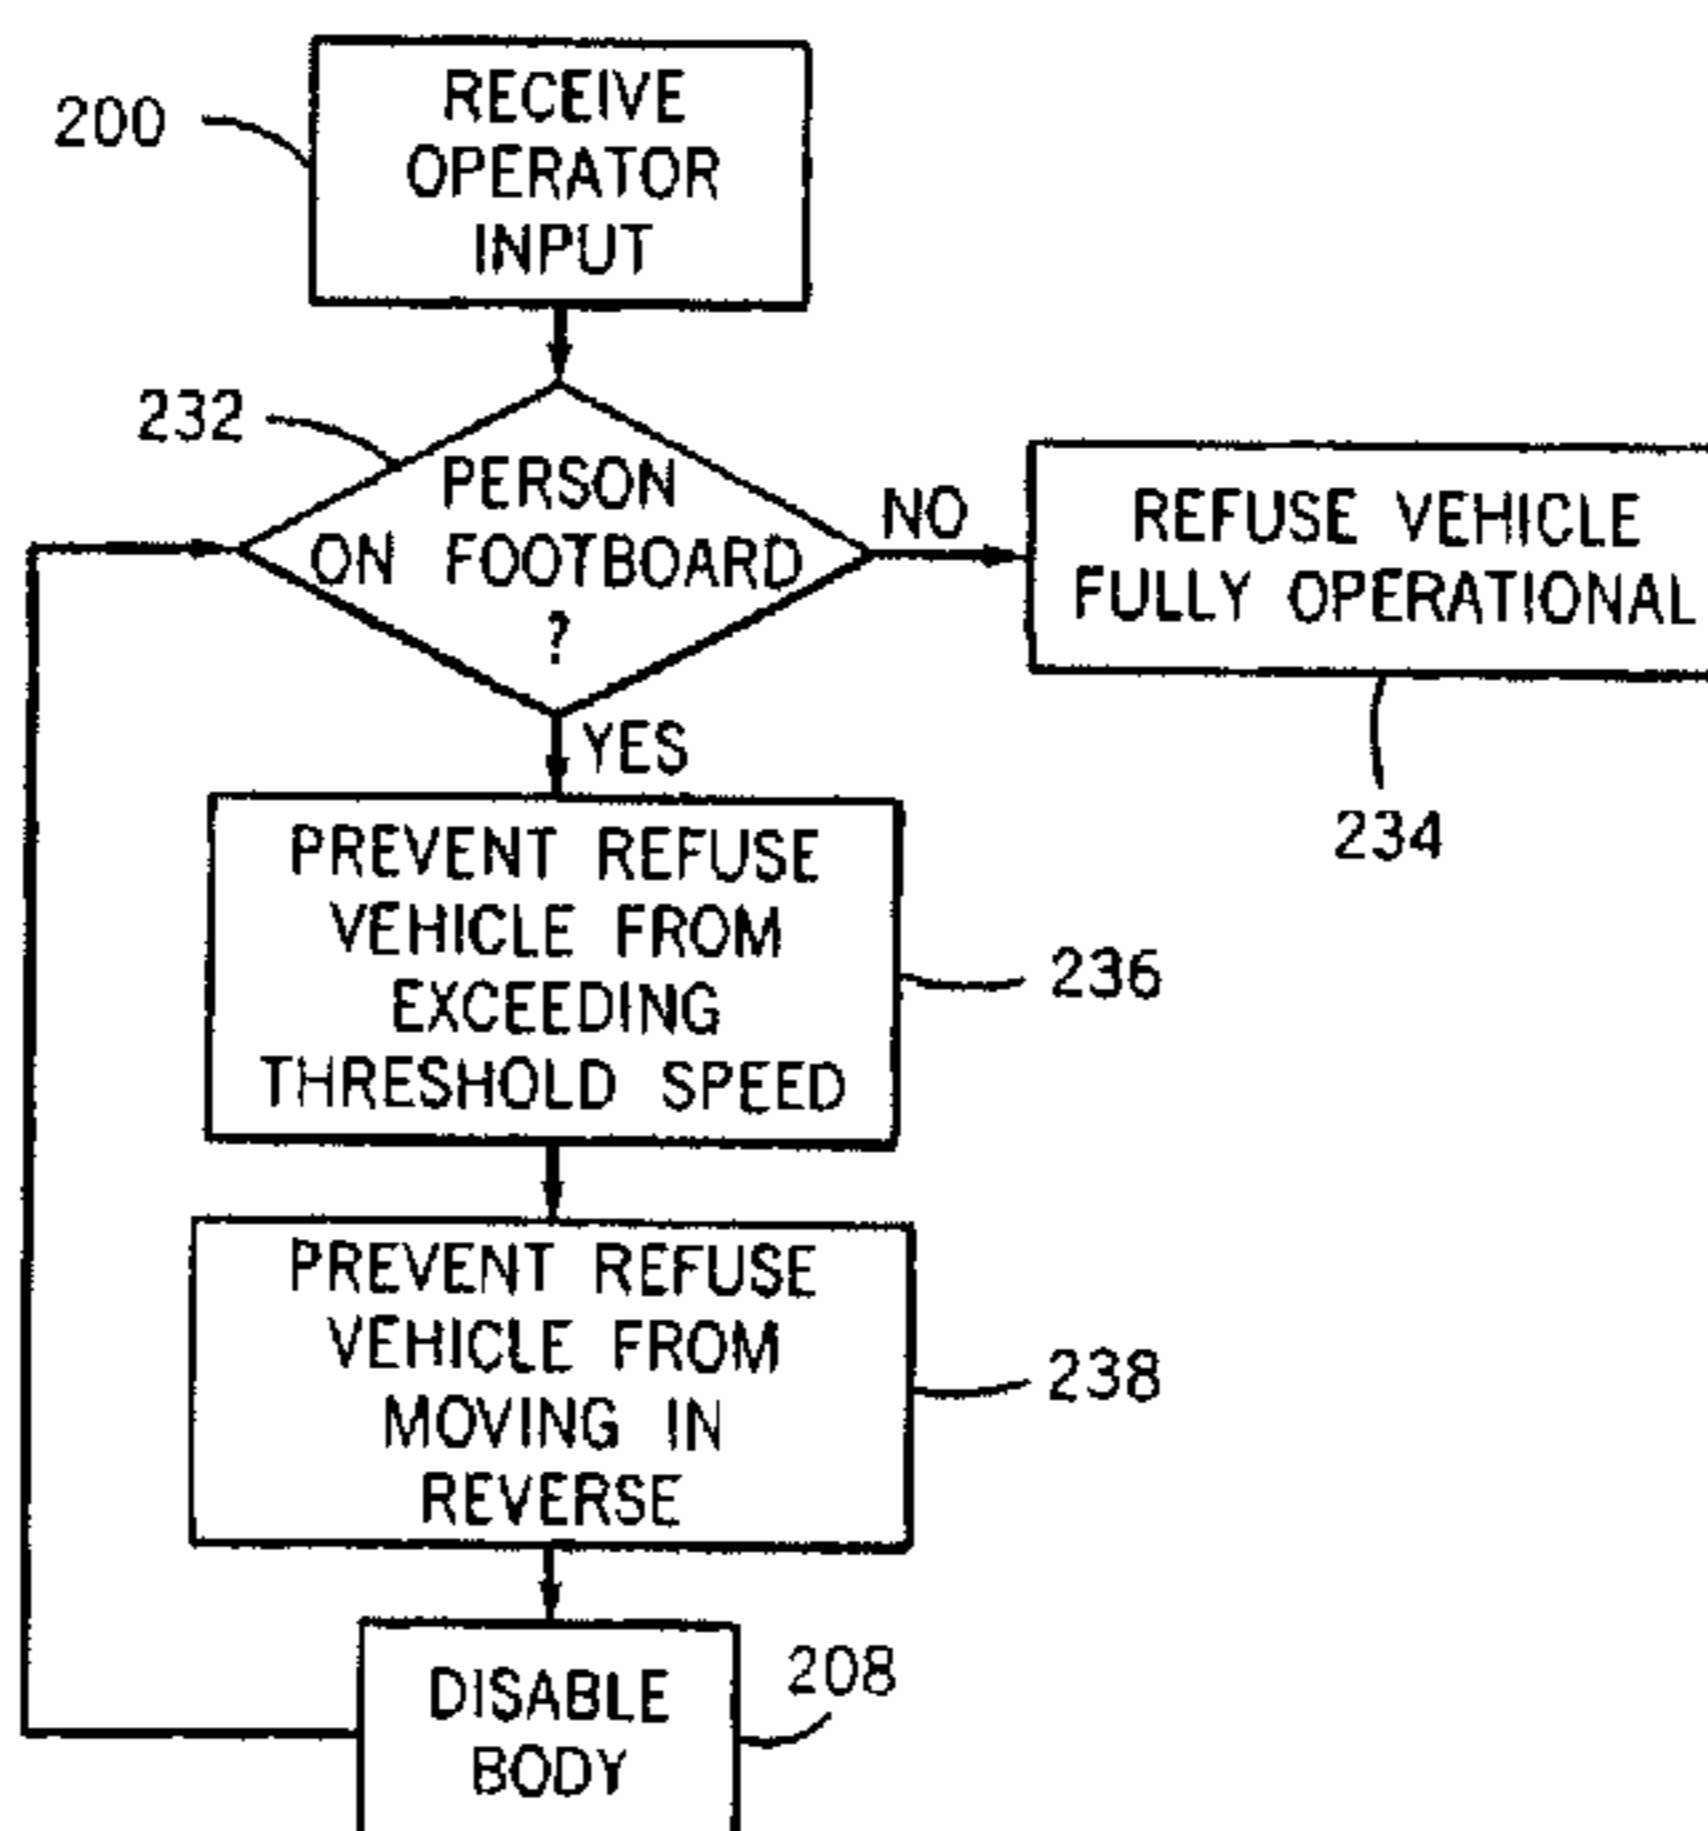 200
RECEIVE
OPERATOR
INPUT
232
PERSON
ON FOOTBOARD
?
NO
REFUSE VEHICLE
FULLY OPERATIONAL
234
YES
PREVENT REFUSE
VEHICLE FROM
EXCEEDING
THRESHOLD SPEED
236
PREVENT REFUSE
VEHICLE FROM
MOVING IN
REVERSE
238
DISABLE
BODY
208